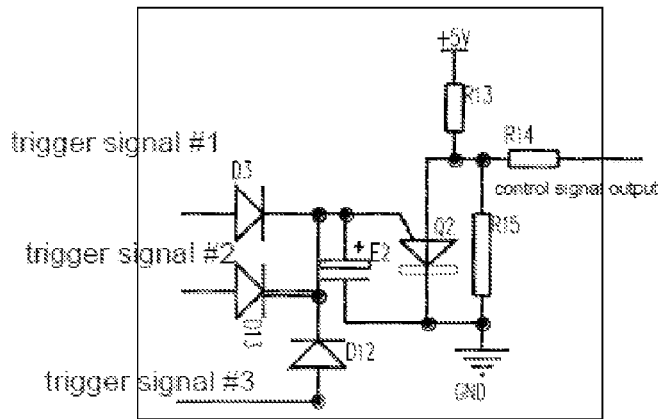 +5V
R13
R14
trigger signal #1
control signal output
D3
Q2
R15
+ E2
trigger signal #2
D13
D12
trigger signal #3
GND